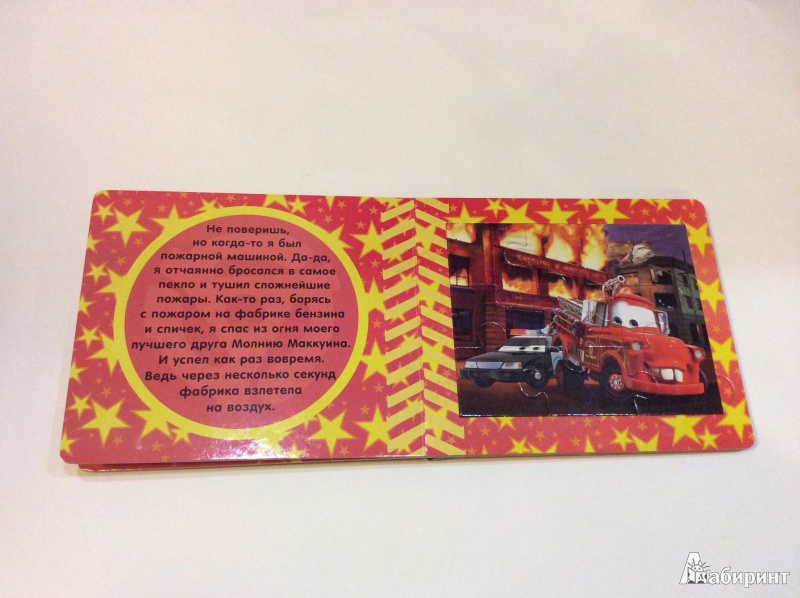 Не поверишь,
но когда-то я был
пожарной машиной. Да-да,
я отчаянно бросался в самое
пекло и тушил сложнейшие
пожары. Как-то раз, борясь
с пожаром на фабрике бензина
и спичек, я спас из огня моего
лучшего друга Молнию Маккуина.
И успел как раз вовремя.
Ведь через несколько секунд
фабрика взлетела
на воздух.
Лабиринт